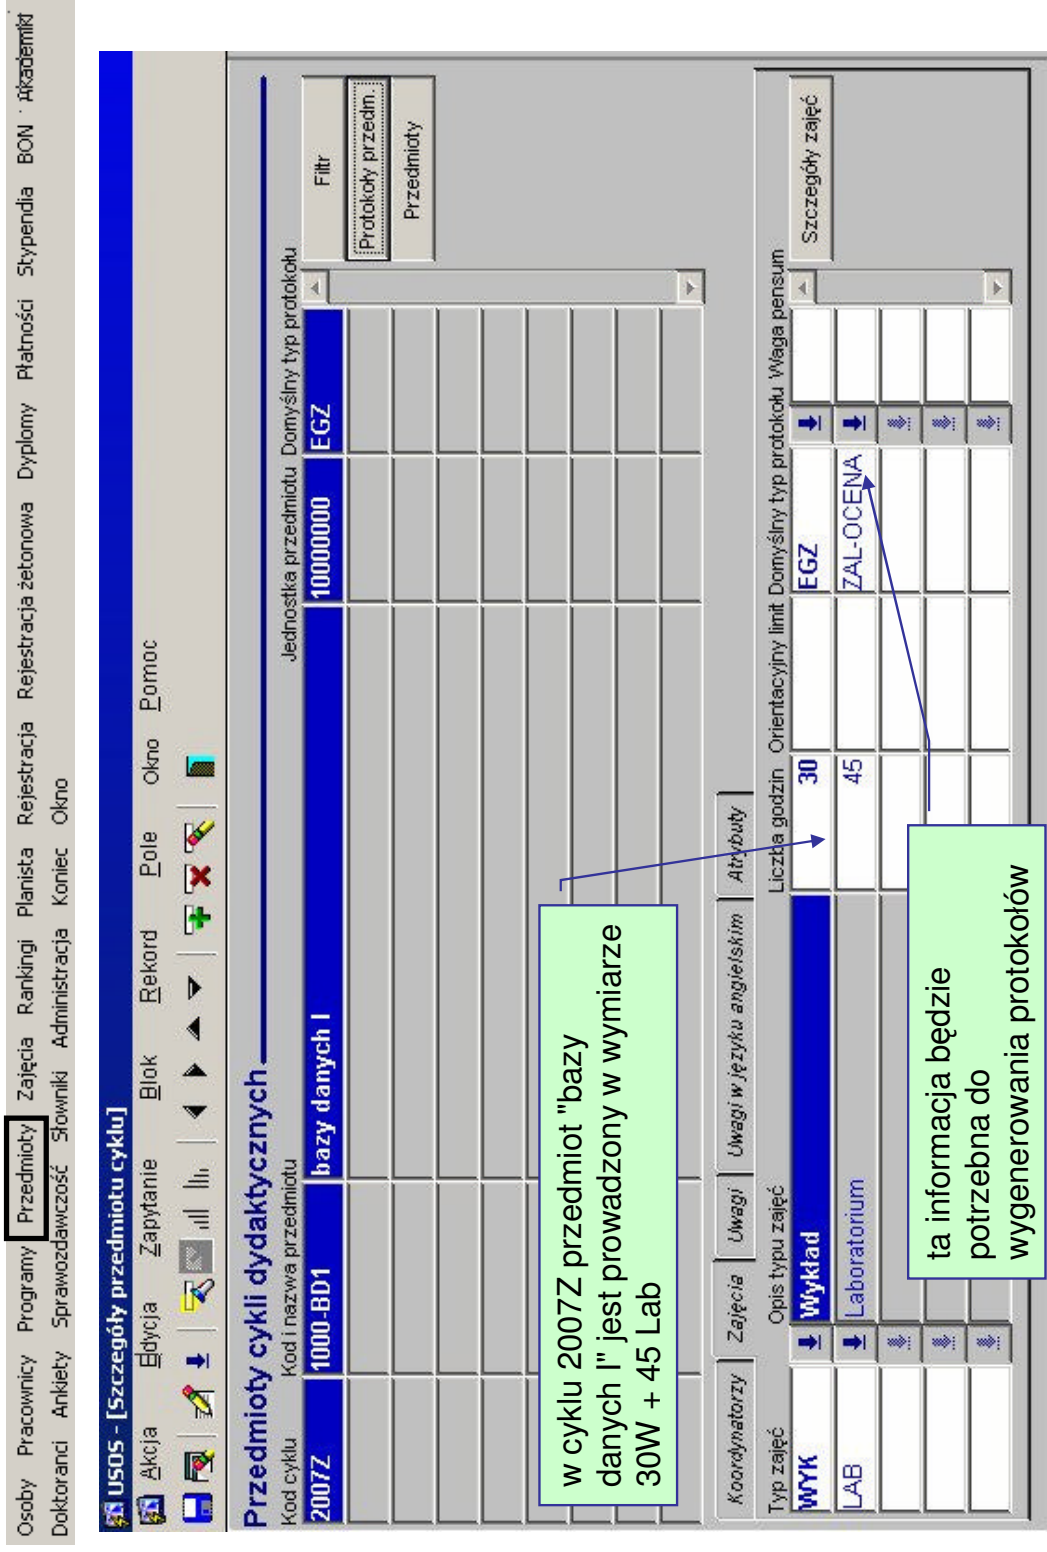 Osoby Pracownicy Programy Przedmioty Zajęcia Rankingi Planista Rejestracja Rejestracja żetonowa Dyplomy Płatności Stypendia BON Akademiki
Doktoranci Ankiety Sprawozdawczość Słowniki Administracja Koniec Okno
USOS - [Szczegóły przedmiotu cyklu]
Akcja Edycja Zapytanie Blok Rekord Pole Okno Pomoc
Przedmioty cykli dydaktycznych
Kod cyklu Kod i nazwa przedmiotu Jednostka przedmiotu Domyślny typ protokołu
2007Z 1000-BD1 bazy danych I 10000000 EGZ
Filtr
Protokoły przedm.
Przedmioty
w cyklu 2007Z przedmiot "bazy
danych I" jest prowadzony w wymiarze
30W + 45 Lab
Koordynatorzy Zajęcia Uwagi Uwagi w języku angielskim Atrybuty
Typ zajęć Opis typu zajęć Liczba godzin Orientacyjny limit Domyślny typ protokołu Waga pensum
WYK Wykład 30 EGZ
LAB Laboratorium 45 ZAL-OCENA
Szczegóły zajęć
ta informacja będzie
potrzebna do
wygenerowania protokołów